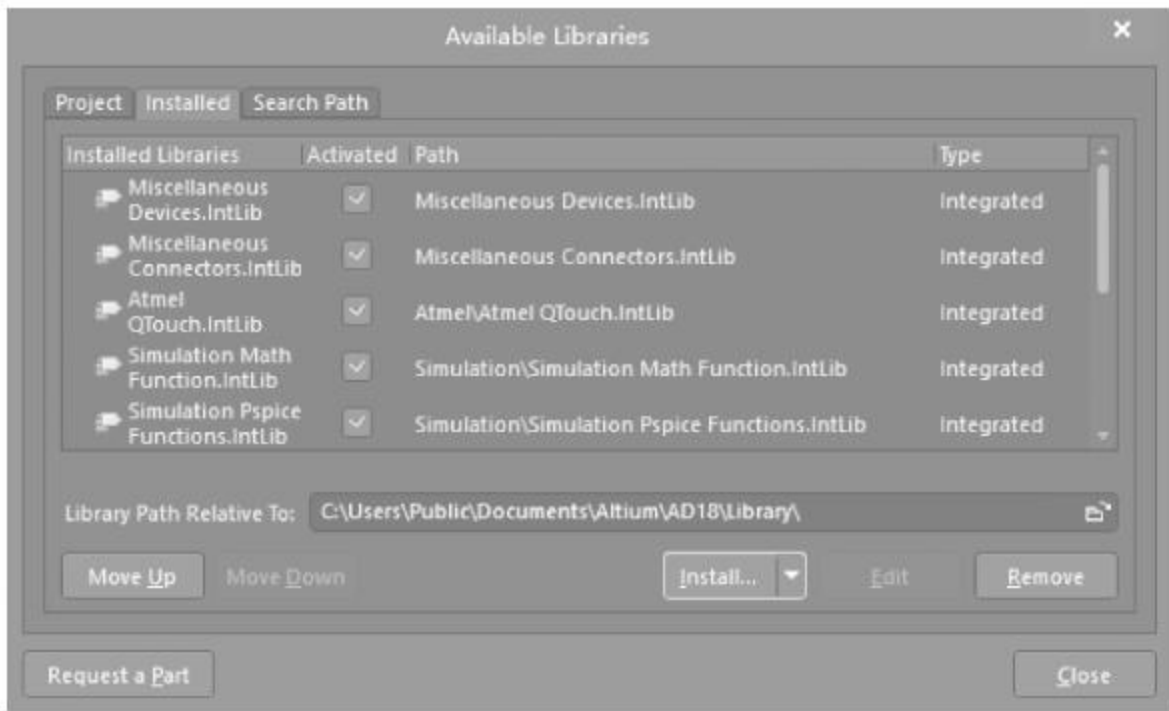 Available Libraries
Project Installed Search Path
Installed Libraries Activated Path Type
Miscellaneous
Devices.IntLib
Miscellaneous Devices.IntLib Integrated
Miscellaneous
Connectors.IntLib
Miscellaneous Connectors.IntLib Integrated
Atmel
QTouch.IntLib
Atmel\Atmel QTouch.IntLib Integrated
Simulation Math
Function.IntLib
Simulation\Simulation Math Function.IntLib Integrated
Simulation Pspice
Functions.IntLib
Simulation\Simulation Pspice Functions.IntLib Integrated
Library Path Relative To: C:\Users\Public\Documents\Altium\AD18\Library\
Move Up Move Down Install... Edit Remove
Request a Part Close